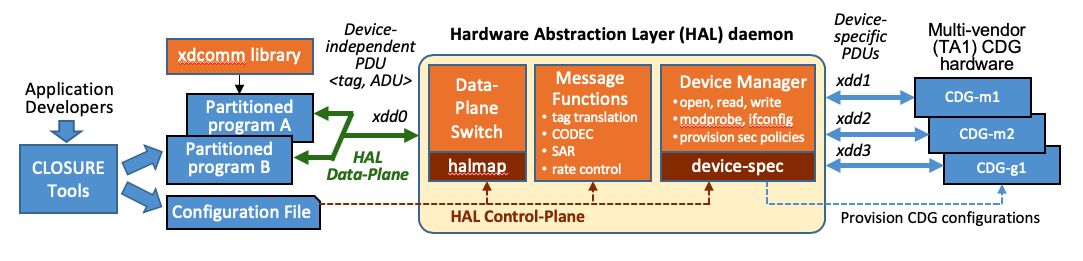 Application
Developers
CLOSURE
Tools
xdcomm library
Partitioned
program A
Partitioned
program B
Configuration File
Device-
independent
PDU
<tag, ADU>
xdd0
HAL
Data-Plane
Hardware Abstraction Layer (HAL) daemon
Data-
Plane
Switch
halmap
Message
Functions
• tag translation
• CODEC
• SAR
• rate control
Device Manager
• open, read, write
• modprobe, ifconfig
• provision sec policies
device-spec
HAL Control-Plane
Device-
specific
PDUs
xdd1
xdd2
xdd3
Multi-vendor
(TA1) CDG
hardware
CDG-m1
CDG-m2
CDG-g1
Provision CDG configurations